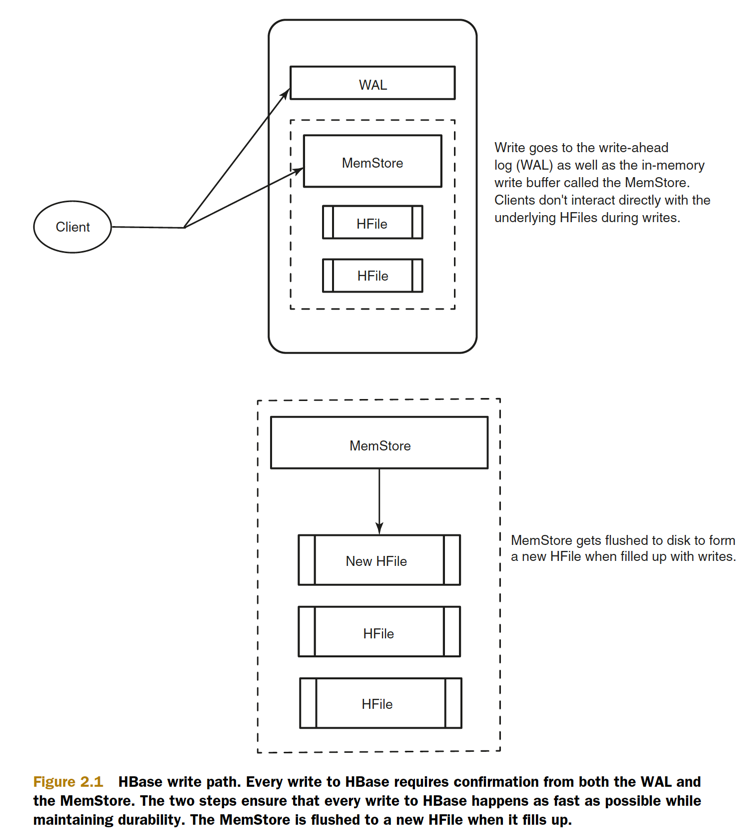 WAL
Write goes to the write-ahead
log (WAL) as well as the in-memory
write buffer called the MemStore.
Clients don't interact directly with the
underlying HFiles during writes.
MemStore
Client
HFile
HFile
MemStore
MemStore gets flushed to disk to form
a new HFile when filled up with writes.
New HFile
HFile
HFile
Figure 2.1 HBase write path. Every write to HBase requires confirmation from both the WAL and
the MemStore. The two steps ensure that every write to HBase happens as fast as possible while
maintaining durability. The MemStore is flushed to a new HFile when it fills up.